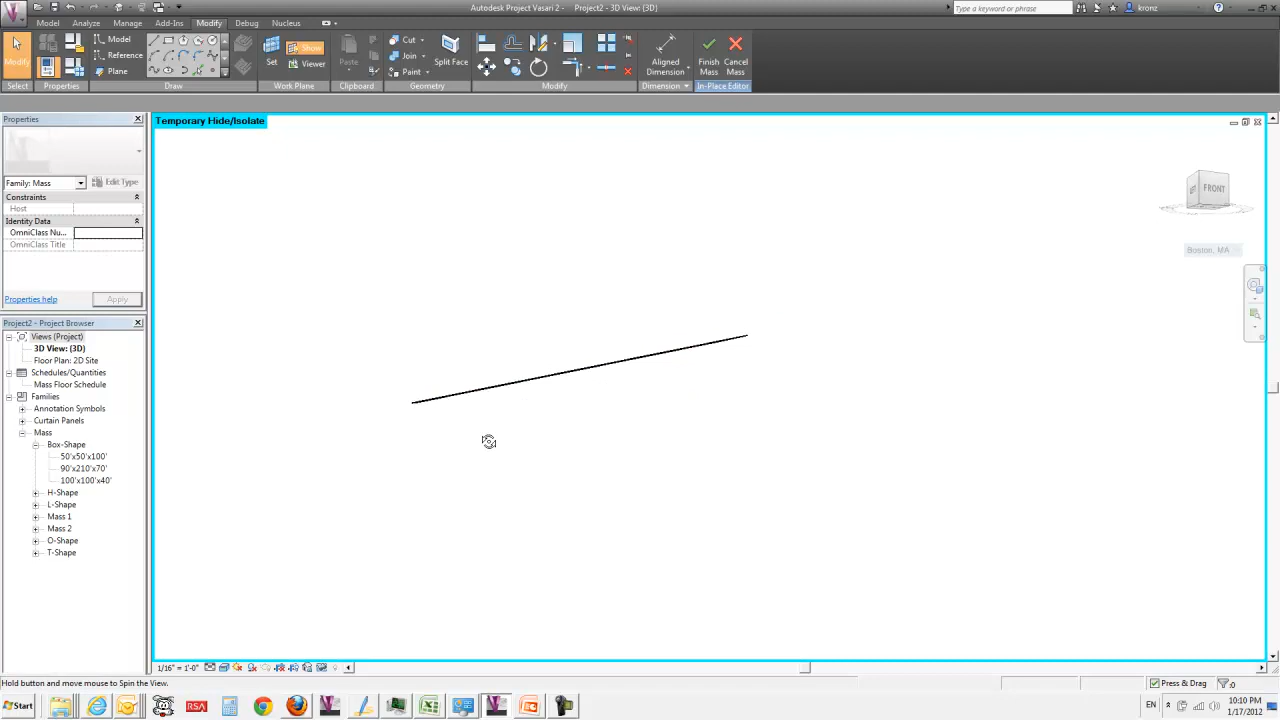 Autodesk Project Vasari 2 - Project2 - 3D View: {3D}
Type a keyword or phrase
kronz
Home Analyze Manage Add-Ins Modify Debug Nucleus
Modify
Model
Reference
Plane
Set
Show
Viewer
Paste
Cut
Join
Paint
Split Face
Aligned Dimension
Finish Mass
Cancel Mass
Select Properties Draw Work Plane Clipboard Geometry Modify Dimension In-Place Editor
Properties
Family: Mass
Edit Type
Constraints
Host
Identity Data
OmniClass Nu...
OmniClass Title
Properties help
Apply
Project2 - Project Browser
Views (Project)
3D View: {3D}
Floor Plan: 2D Site
Schedules/Quantities
Mass Floor Schedule
Families
Annotation Symbols
Curtain Panels
Mass
Box-Shape
50'x50'x100'
90'x210'x70'
100'x100'x40'
H-Shape
L-Shape
Mass 1
Mass 2
O-Shape
T-Shape
Temporary Hide/Isolate
FRONT
Boston, MA
1/16" = 1'-0"
Hold button and move mouse to Spin the View.
Press & Drag
:0
Start
RSA
EN
10:10 PM
1/17/2012